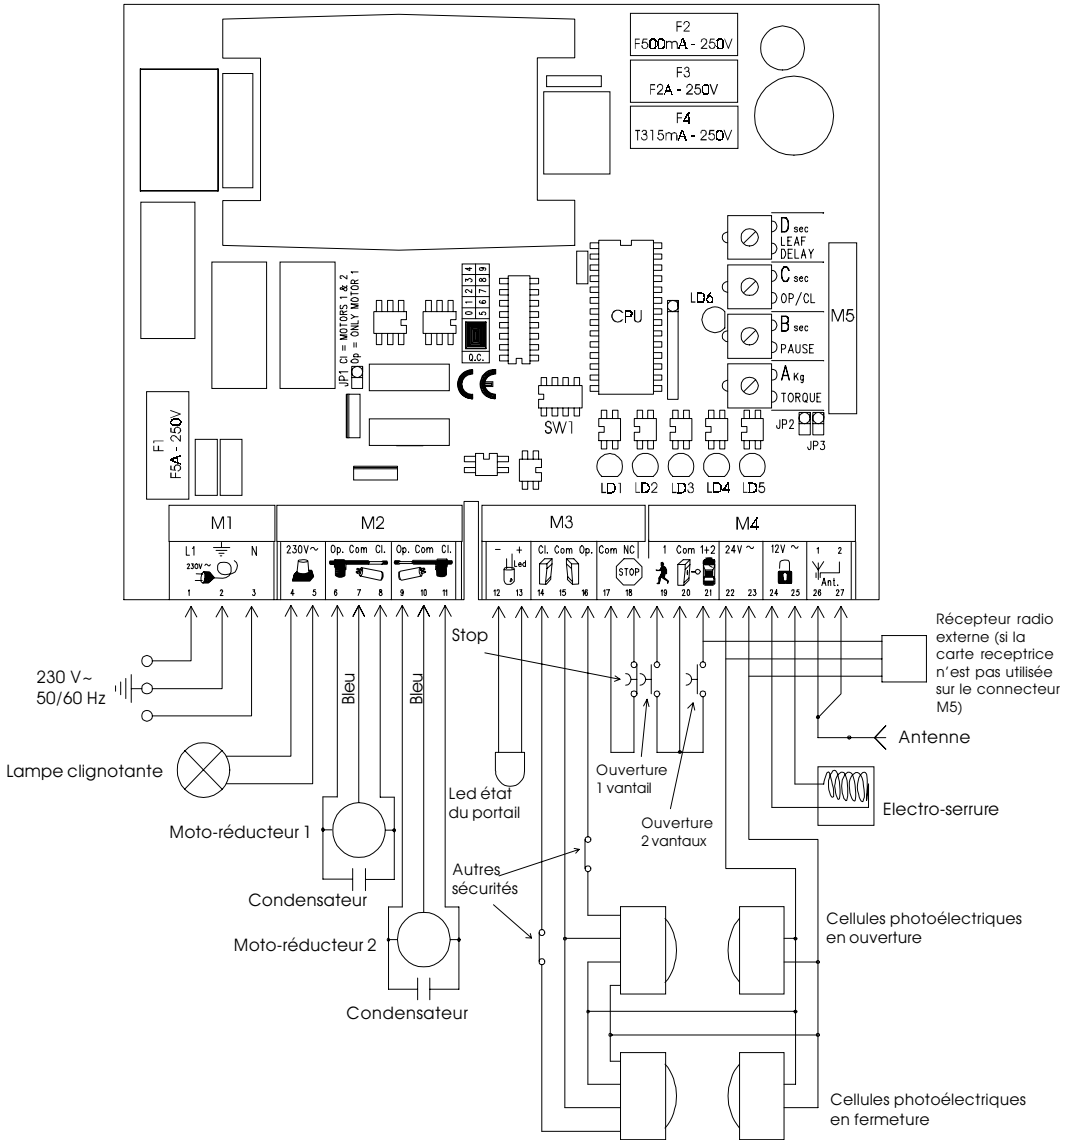 F2
F500mA - 250V
F3
F2A - 250V
F4
T315mA - 250V
D sec
LEAF
DELAY
C sec
OP/CL
B sec
PAUSE
A Kg
TORQUE
M5
LD6
CPU
JP1 Cl = MOTORS 1 & 2
Op = ONLY MOTOR 1
0 1 2 3 4
5 6 7 8 9
Q.C.
CE
SW1
JP2
JP3
F1
F5A - 250V
LD1 LD2 LD3 LD4 LD5
M1 M2 M3 M4
L1 N
230V~
230V~
Op. Com Cl. Op. Com Cl.
- + Led
Cl. Com Op. Com NC
STOP
1 Com 1+2
24V ~ 12V ~
1 2
Ant.
1 2 3 4 5 6 7 8 9 10 11 12 13 14 15 16 17 18 19 20 21 22 23 24 25 26 27
230 V~
50/60 Hz
Bleu
Bleu
Stop
Récepteur radio
externe (si la
carte receptrice
n'est pas utilisée
sur le connecteur
M5)
Antenne
Lampe clignotante
Led état
du portail
Ouverture
1 vantail
Ouverture
2 vantaux
Electro-serrure
Moto-réducteur 1
Condensateur
Autres
sécurités
Moto-réducteur 2
Condensateur
Cellules photoélectriques
en ouverture
Cellules photoélectriques
en fermeture